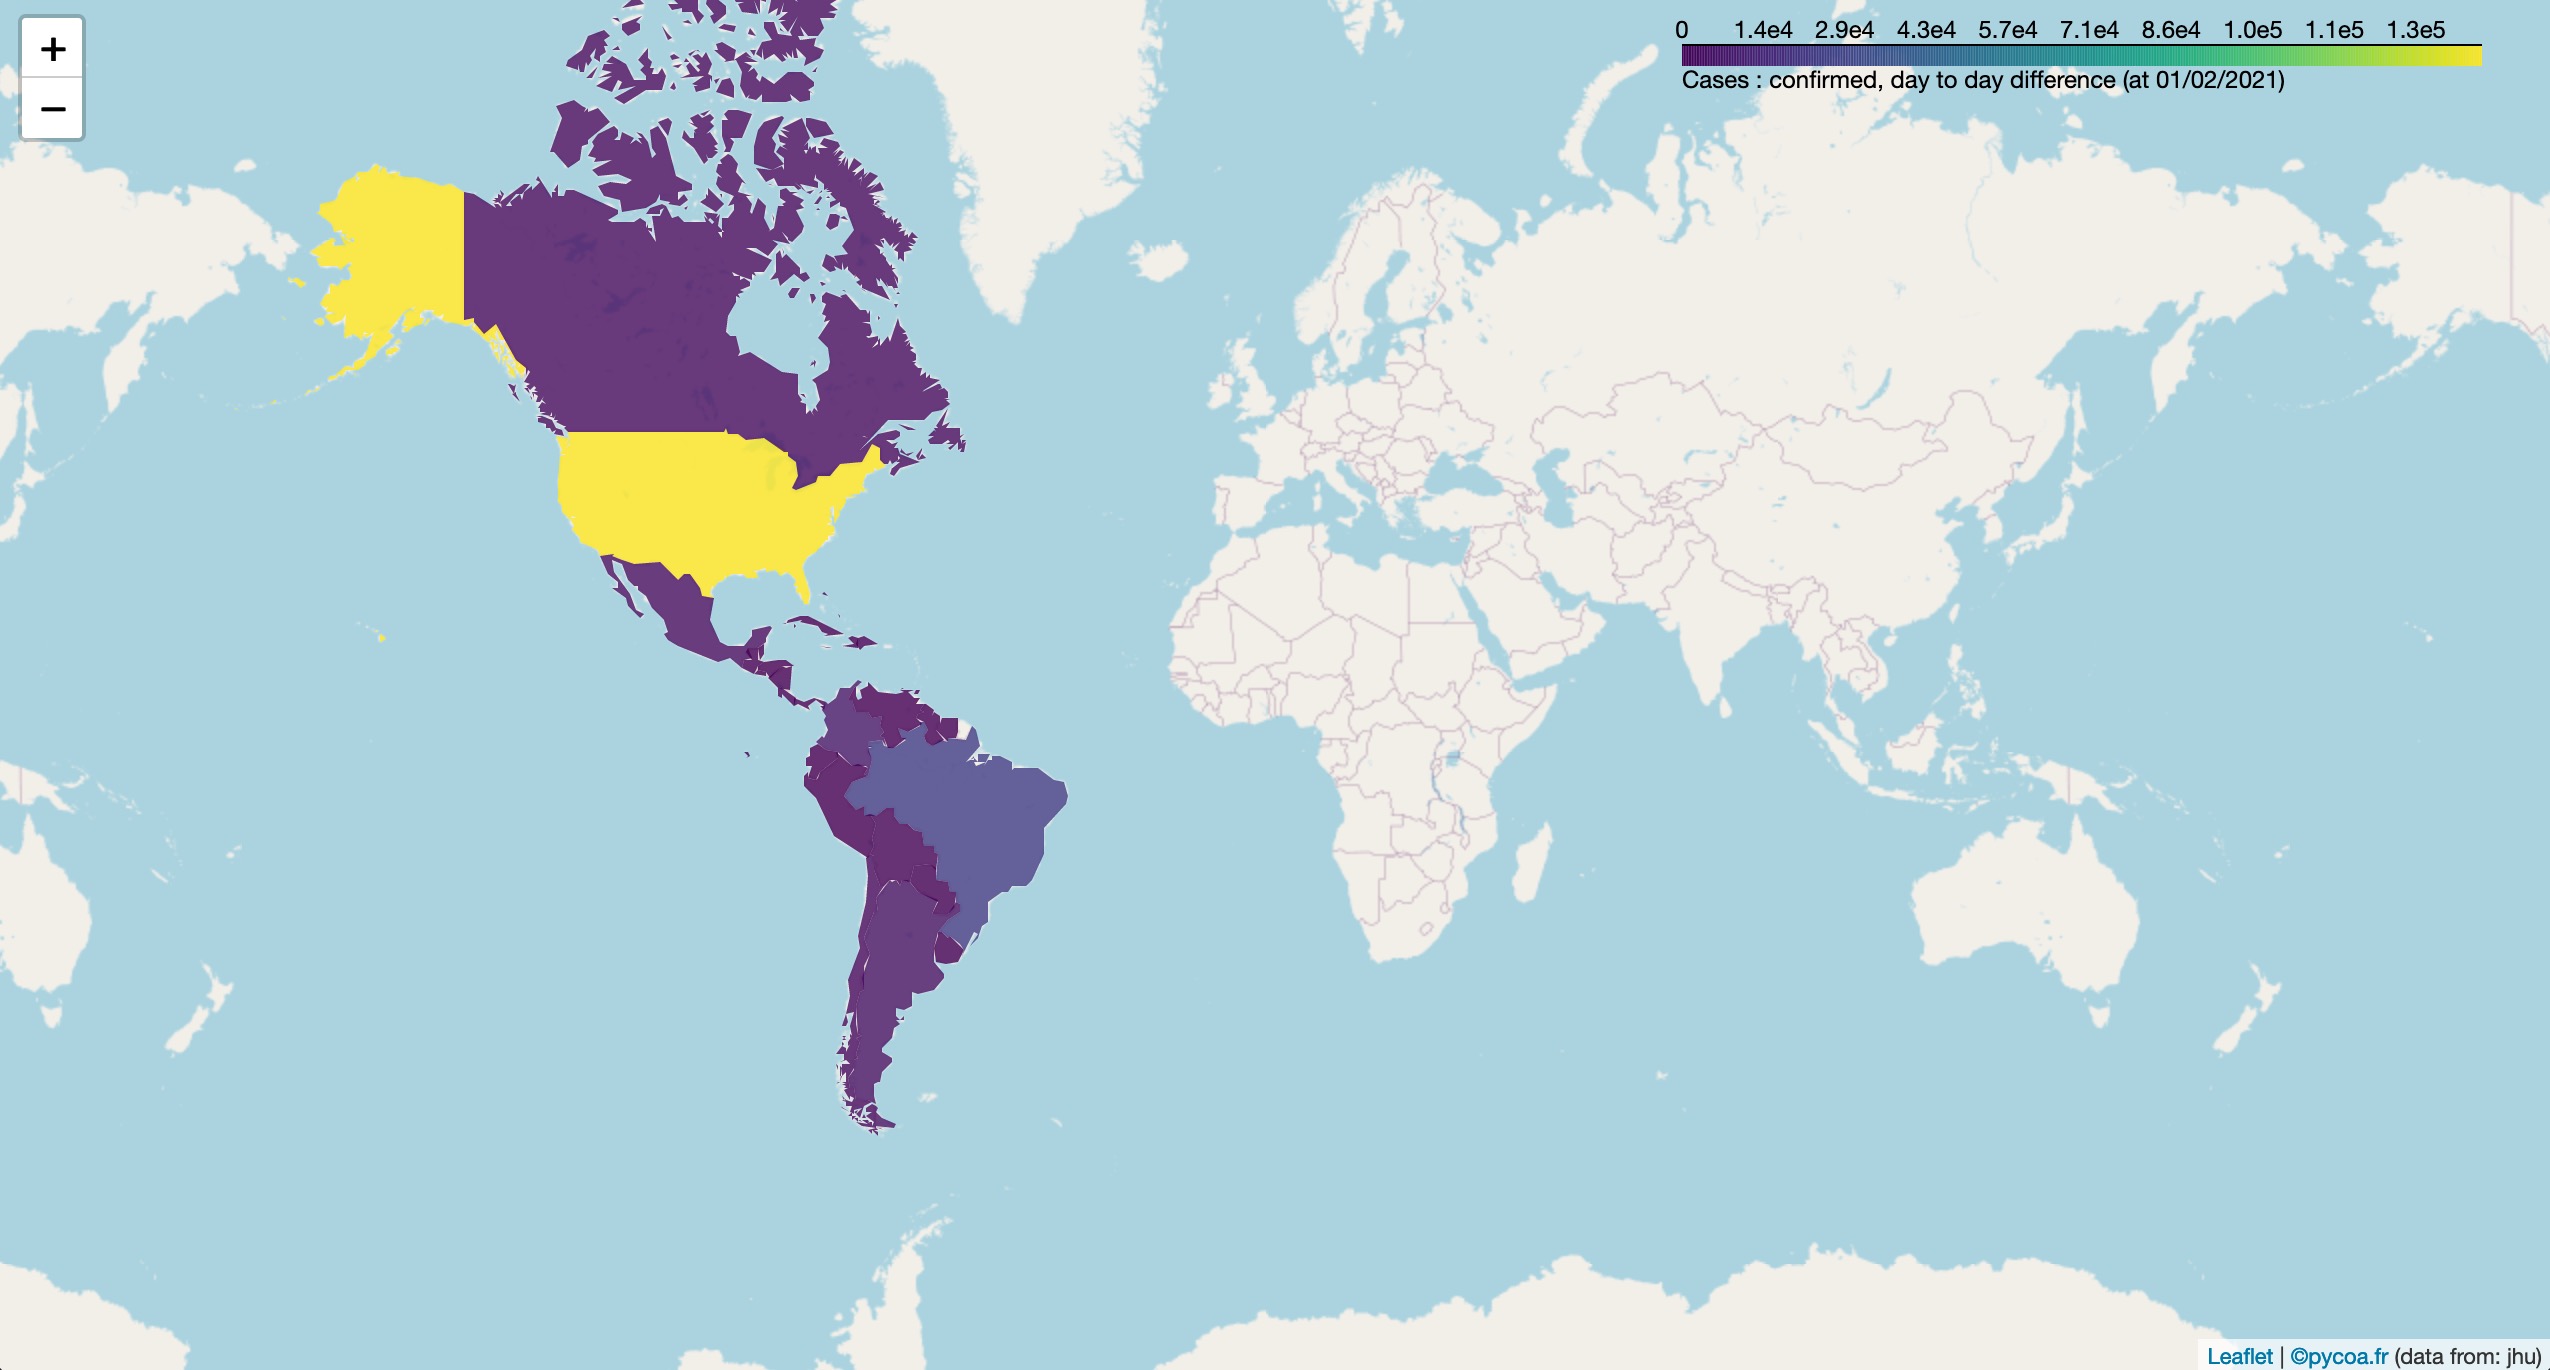 +
−
0 1.4e4 2.9e4 4.3e4 5.7e4 7.1e4 8.6e4 1.0e5 1.1e5 1.3e5
Cases : confirmed, day to day difference (at 01/02/2021)
Leaflet | ©pycoa.fr (data from: jhu)